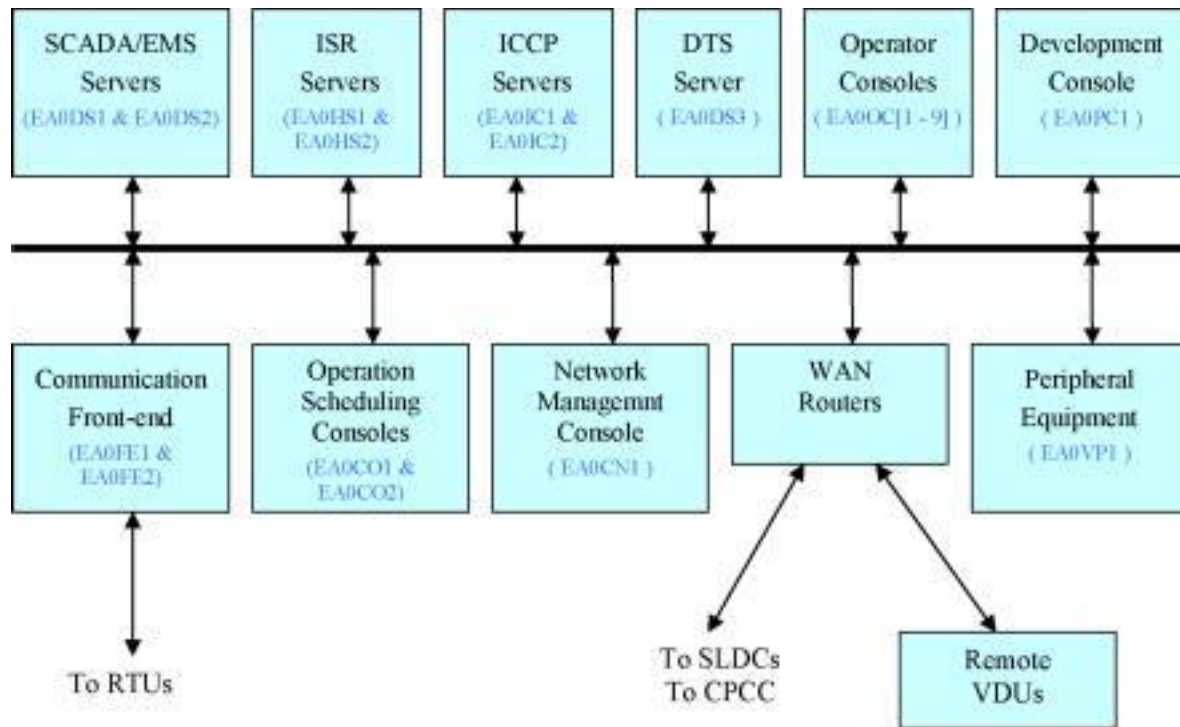 SCADA/EMS
Servers
(EA0DS1 & EA0DS2)
ISR
Servers
(EA0HS1 &
EA0HS2)
ICCP
Servers
(EA0IC1 &
EA0IC2)
DTS
Server
( EA0DS3 )
Operator
Consoles
( EA0OC[1 - 9] )
Development
Console
( EA0PC1 )
Communication
Front-end
(EA0FE1 &
EA0FE2)
Operation
Scheduling
Consoles
(EA0CO1 &
EA0CO2)
Network
Managemnt
Console
( EA0CN1 )
WAN
Routers
Peripheral
Equipment
( EA0VP1 )
To RTUs
To SLDCs
To CPCC
Remote
VDUs